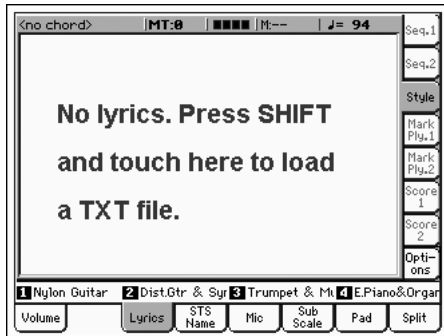 <no chord> MT:0 M:-- ♩= 94
Seq.1
Seq.2
Style
Mark
Ply.1
Mark
Ply.2
Score
1
Score
2
Opti-
ons
No lyrics. Press SHIFT
and touch here to load
a TXT file.
1 Nylon Guitar 2 Dist.Gtr & Syr 3 Trumpet & Mu 4 E.Piano&Organ
Volume Lyrics STS Name Mic Sub Scale Pad Split